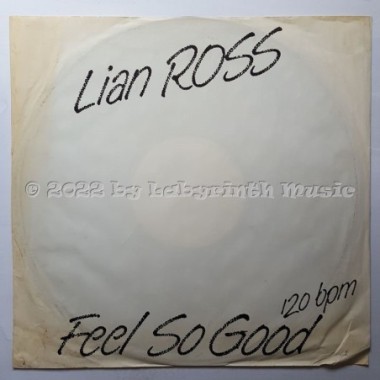 Lian ROSS
© 2022 by Labyrinth Music
120 bpm
Feel So Good